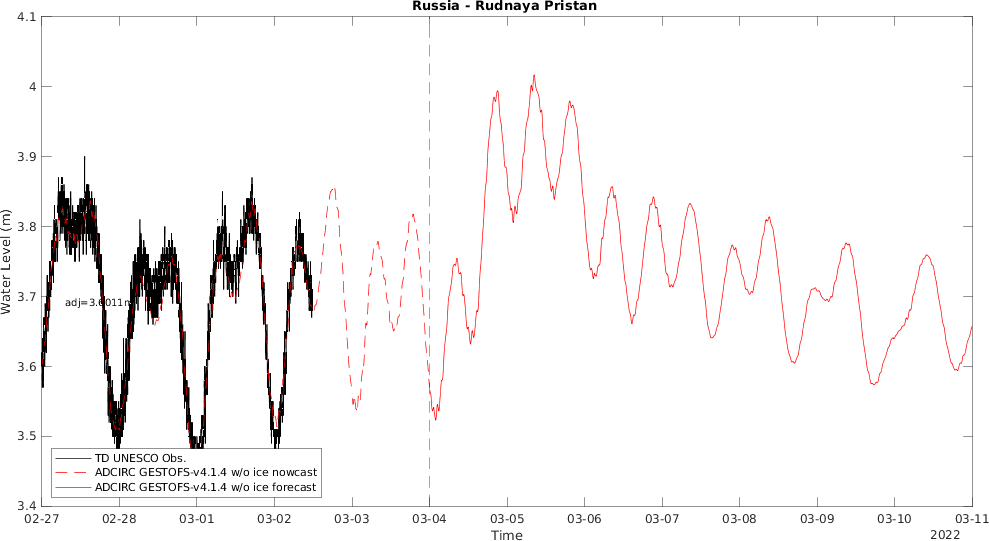 Russia - Rudnaya Pristan
4.1
4
3.9
3.8
3.7
3.6
3.5
3.4
Water Level (m)
adj=3.6011m
TD UNESCO Obs.
ADCIRC GESTOFS-v4.1.4 w/o ice nowcast
ADCIRC GESTOFS-v4.1.4 w/o ice forecast
02-27 02-28 03-01 03-02 03-03 03-04 03-05 03-06 03-07 03-08 03-09 03-10 03-11
Time
2022